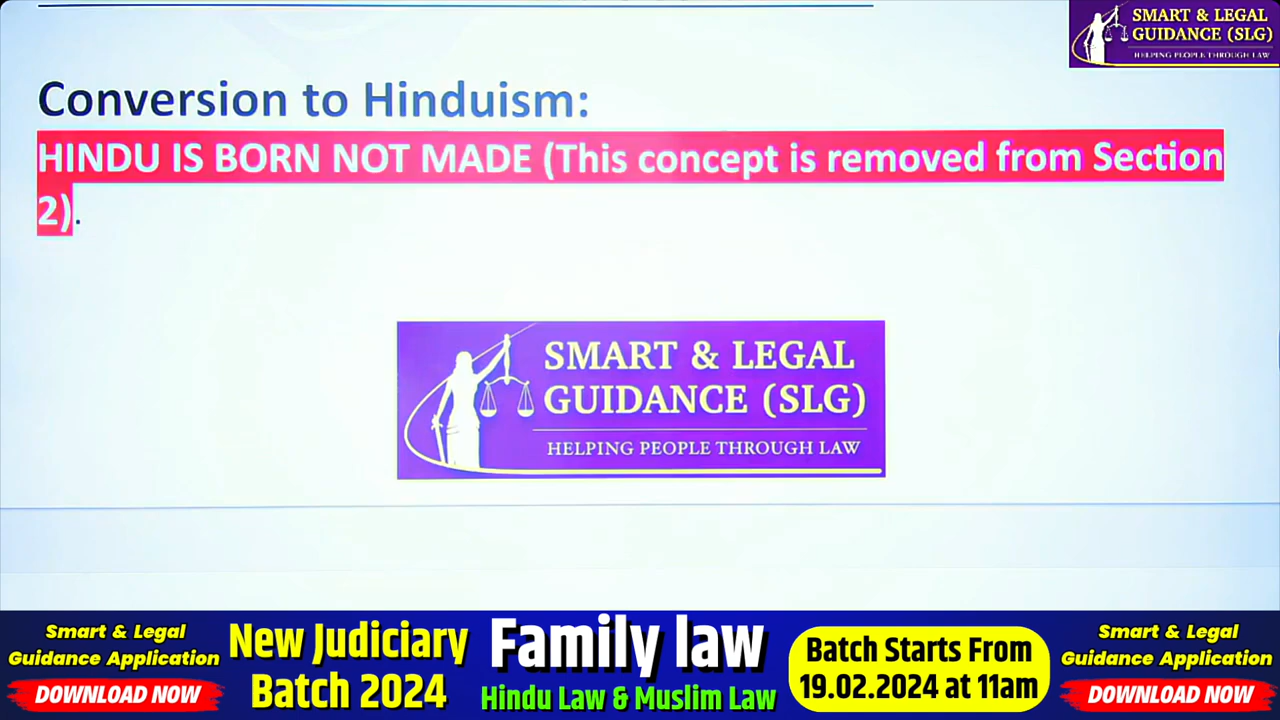 SMART & LEGAL
GUIDANCE (SLG)
HELPING PEOPLE THROUGH LAW
Conversion to Hinduism:
HINDU IS BORN NOT MADE (This concept is removed from Section
2).
SMART & LEGAL
GUIDANCE (SLG)
HELPING PEOPLE THROUGH LAW
Smart & Legal
Guidance Application
DOWNLOAD NOW
New Judiciary
Batch 2024
Family law
Hindu Law & Muslim Law
Batch Starts From
19.02.2024 at 11am
Smart & Legal
Guidance Application
DOWNLOAD NOW